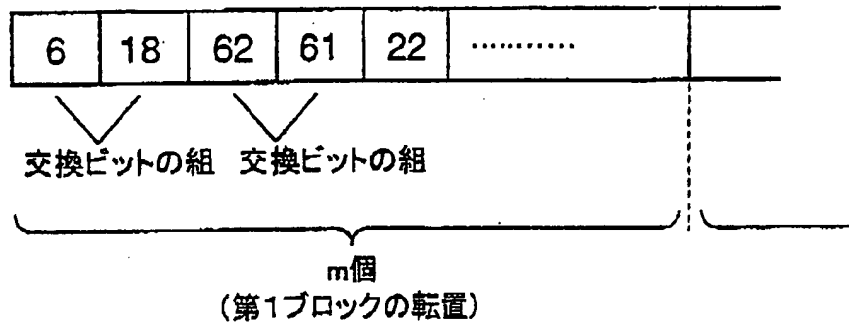 6 18 62 61 22 ...........
交換ビットの組 交換ビットの組
m個
(第1ブロックの転置)